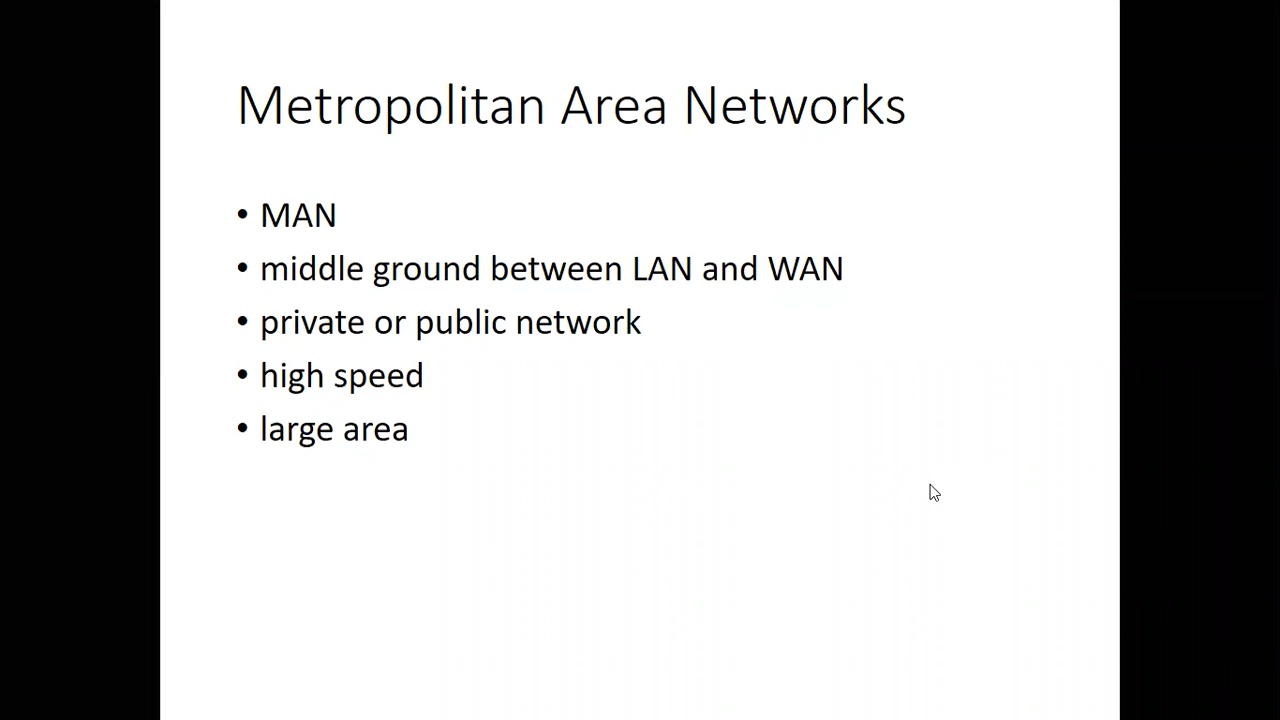 Metropolitan Area Networks
• MAN
• middle ground between LAN and WAN
• private or public network
• high speed
• large area